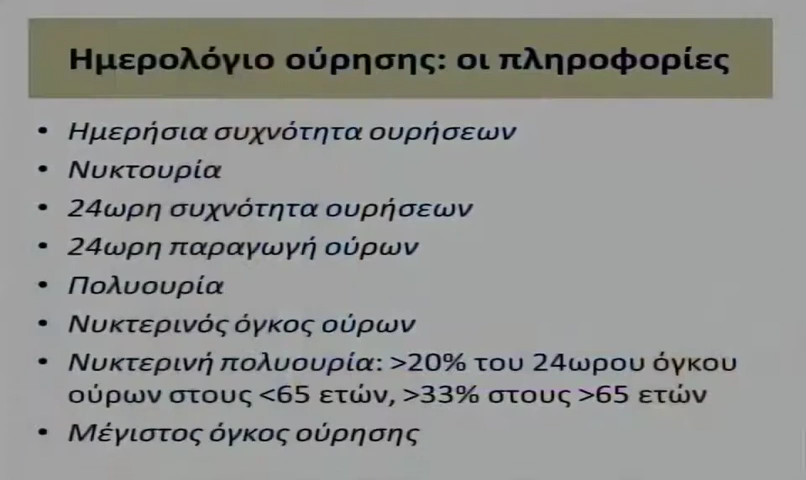 Ημερολόγιο ούρησης: οι πληροφορίες
• Ημερήσια συχνότητα ουρήσεων
• Νυκτουρία
• 24ωρη συχνότητα ουρήσεων
• 24ωρη παραγωγή ούρων
• Πολυουρία
• Νυκτερινός όγκος ούρων
• Νυκτερινή πολυουρία: >20% του 24ωρου όγκου
ούρων στους <65 ετών, >33% στους >65 ετών
• Μέγιστος όγκος ούρησης